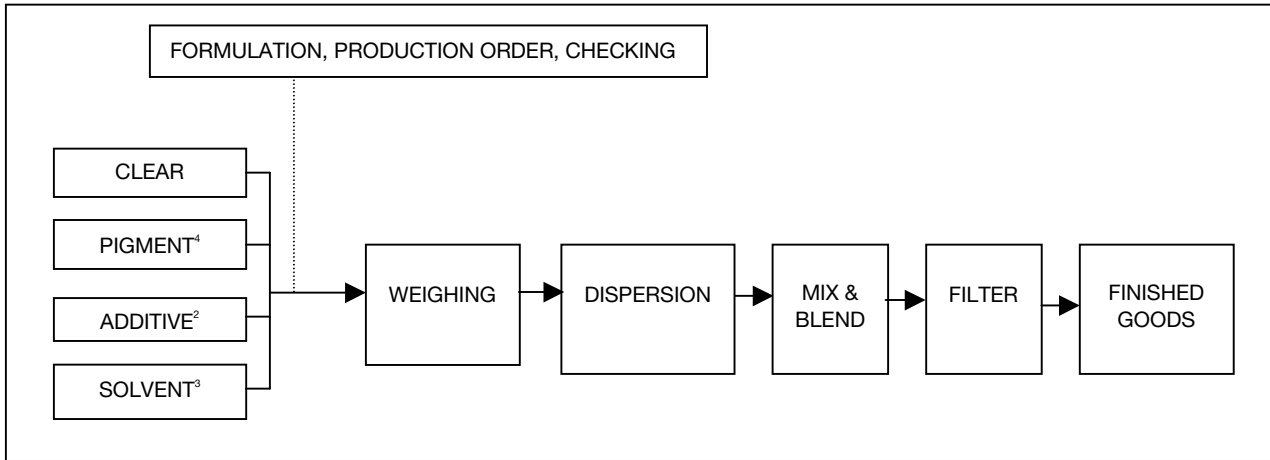 FORMULATION, PRODUCTION ORDER, CHECKING
CLEAR
PIGMENT⁴
ADDITIVE²
SOLVENT³
WEIGHING
DISPERSION
MIX &
BLEND
FILTER
FINISHED
GOODS